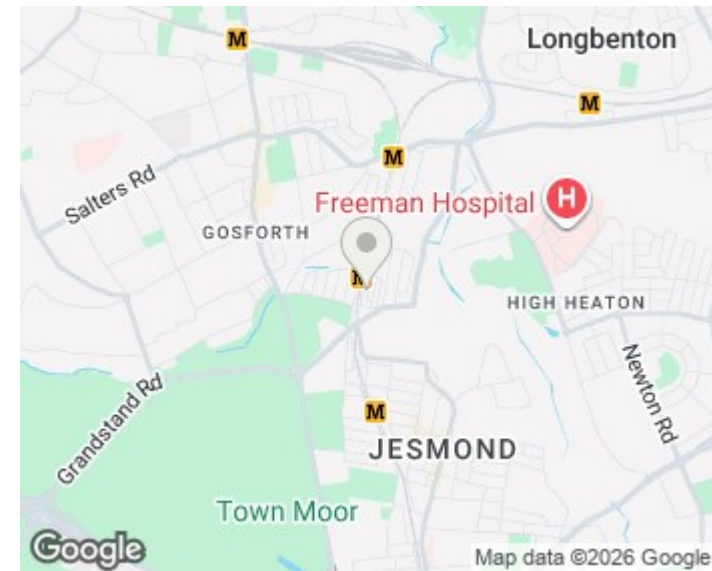 M
Longbenton
M
M
Salters Rd
Freeman Hospital
H
GOSFORTH
M
HIGH HEATON
Newton Rd
Grandstand Rd
M
JESMOND
Town Moor
Google
Map data ©2026 Google